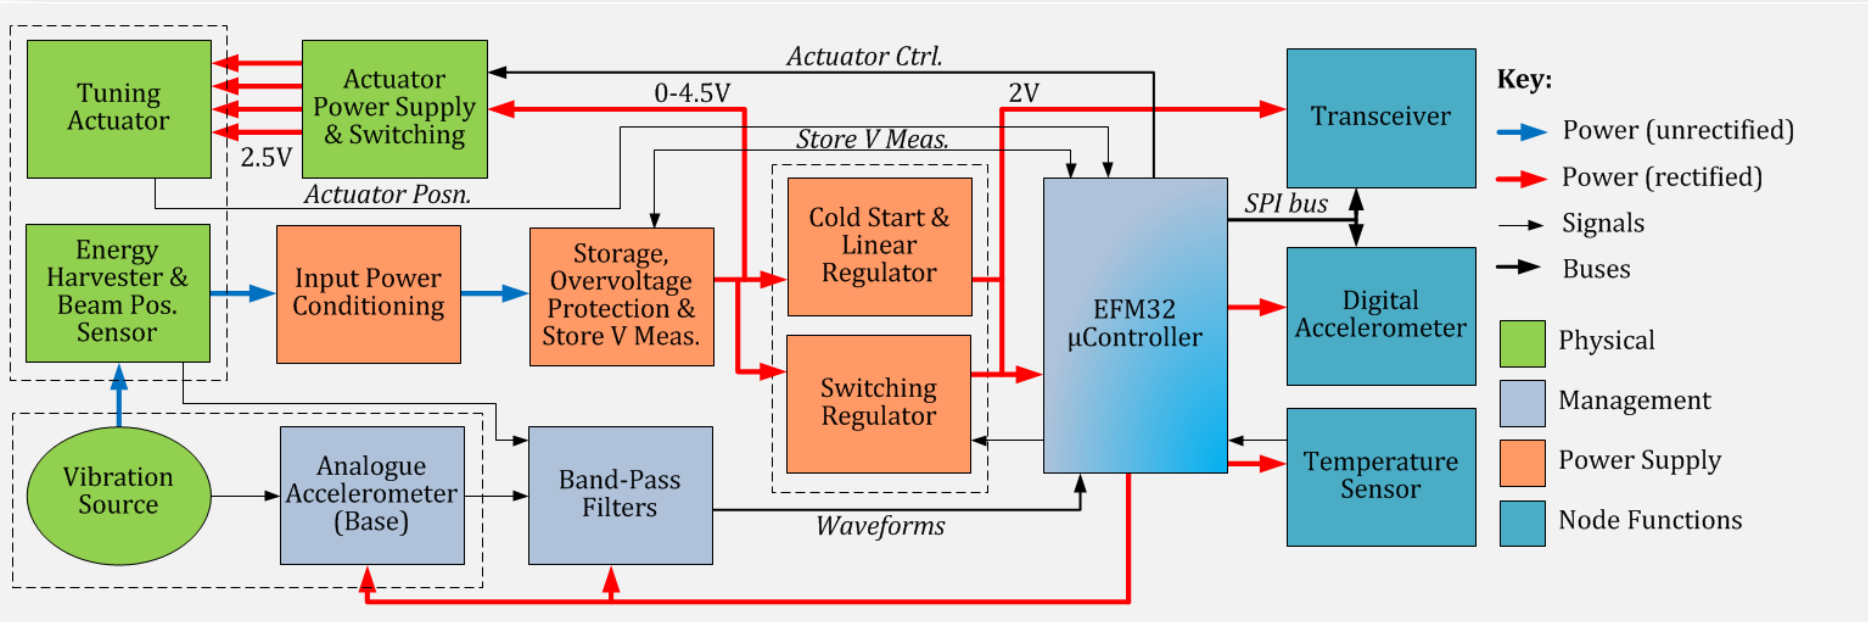 Tuning
Actuator
Actuator
Power Supply
& Switching
2.5V
Actuator Ctrl.
0-4.5V
2V
Store V Meas.
Actuator Posn.
Energy
Harvester &
Beam Pos.
Sensor
Input Power
Conditioning
Storage,
Overvoltage
Protection &
Store V Meas.
Cold Start &
Linear
Regulator
Switching
Regulator
EFM32
μController
SPI bus
Transceiver
Digital
Accelerometer
Temperature
Sensor
Vibration
Source
Analogue
Accelerometer
(Base)
Band-Pass
Filters
Waveforms
Key:
Power (unrectified)
Power (rectified)
Signals
Buses
Physical
Management
Power Supply
Node Functions